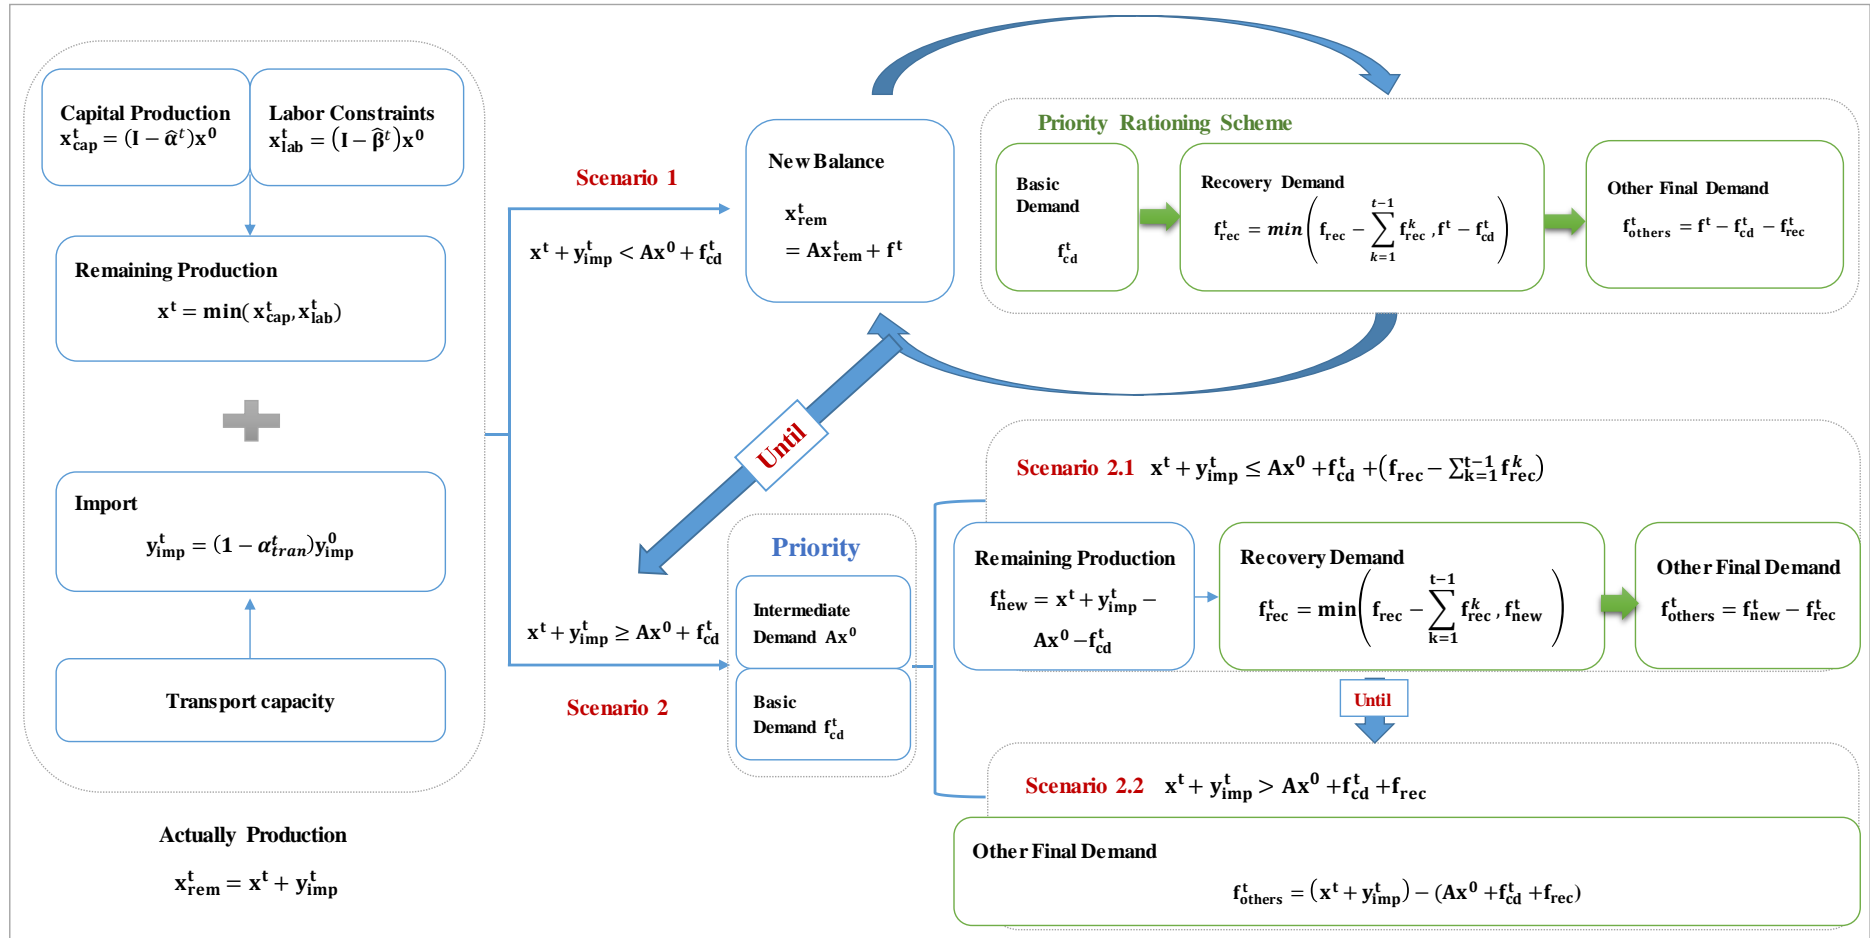 Capital Production
x^t_cap = (I − α̂^t)x^0
Labor Constraints
x^t_lab = (I − β̂^t)x^0
Remaining Production
x^t = min( x^t_cap, x^t_lab)
Import
y^t_imp = (1 − α^t_tran)y^0_imp
Transport capacity
Actually Production
x^t_rem = x^t + y^t_imp
Scenario 1
x^t + y^t_imp < Ax^0 + f^t_cd
New Balance
x^t_rem
= Ax^t_rem + f^t
Priority Rationing Scheme
Basic
Demand
f^t_cd
Recovery Demand
f^t_rec = min(f_rec − ∑_{k=1}^{t−1} f^k_rec , f^t − f^t_cd)
Other Final Demand
f^t_others = f^t − f^t_cd − f^t_rec
Until
x^t + y^t_imp ≥ Ax^0 + f^t_cd
Scenario 2
Priority
Intermediate
Demand Ax^0
Basic
Demand f^t_cd
Scenario 2.1 x^t + y^t_imp ≤ Ax^0 + f^t_cd + (f_rec − ∑_{k=1}^{t−1} f^k_rec)
Remaining Production
f^t_new = x^t + y^t_imp −
Ax^0 − f^t_cd
Recovery Demand
f^t_rec = min(f_rec − ∑_{k=1}^{t−1} f^k_rec , f^t_new )
Other Final Demand
f^t_others = f^t_new − f^t_rec
Until
Scenario 2.2 x^t + y^t_imp > Ax^0 + f^t_cd + f_rec
Other Final Demand
f^t_others = (x^t + y^t_imp) − (Ax^0 + f^t_cd + f_rec)